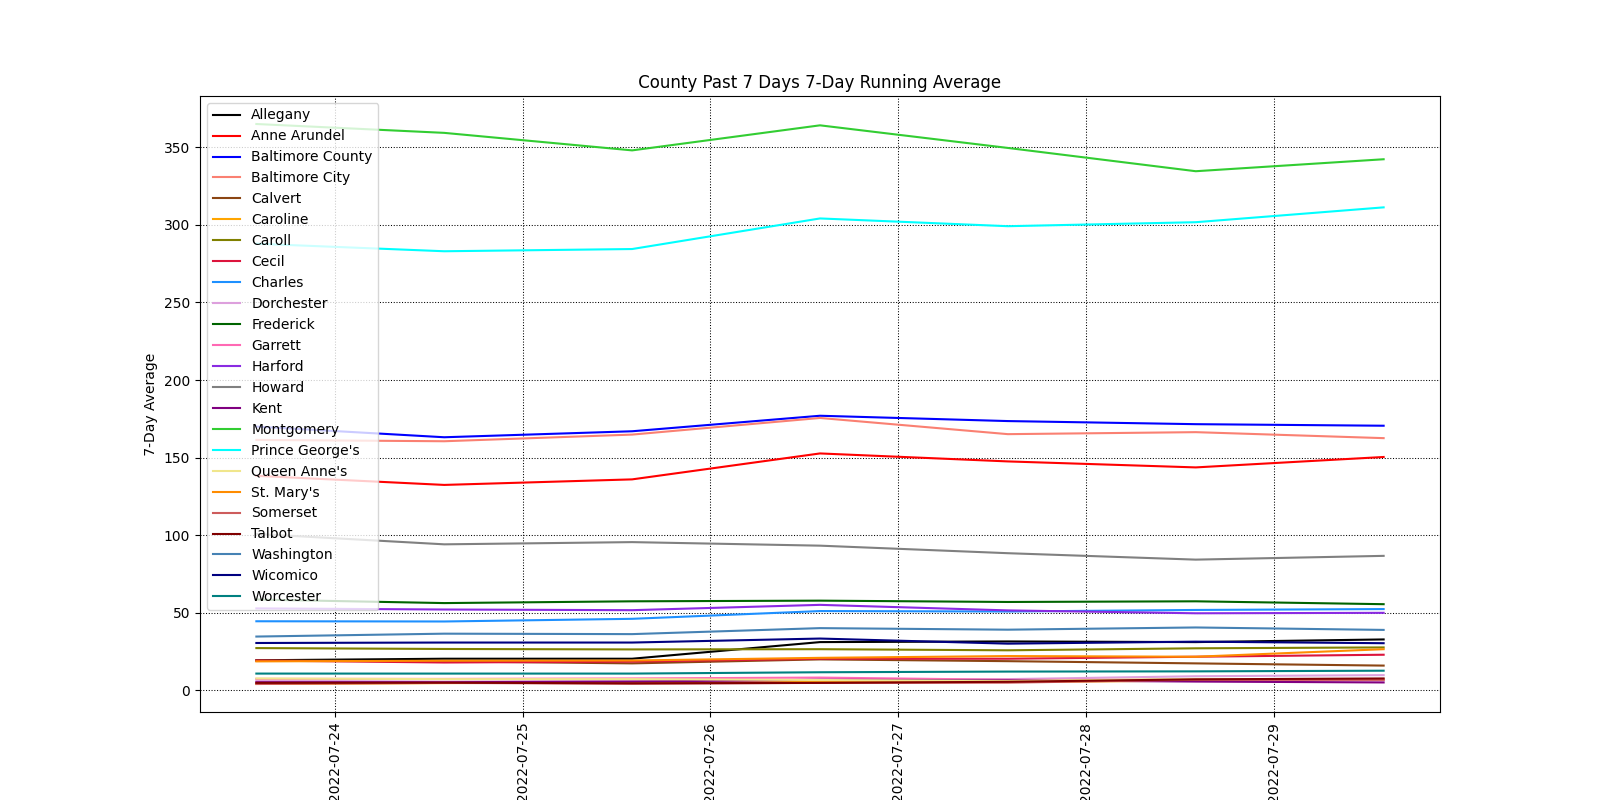 County Past 7 Days 7-Day Running Average
7-Day Average
350
300
250
200
150
100
50
0
Allegany
Anne Arundel
Baltimore County
Baltimore City
Calvert
Caroline
Caroll
Cecil
Charles
Dorchester
Frederick
Garrett
Harford
Howard
Kent
Montgomery
Prince George's
Queen Anne's
St. Mary's
Somerset
Talbot
Washington
Wicomico
Worcester
2022-07-24
2022-07-25
2022-07-26
2022-07-27
2022-07-28
2022-07-29